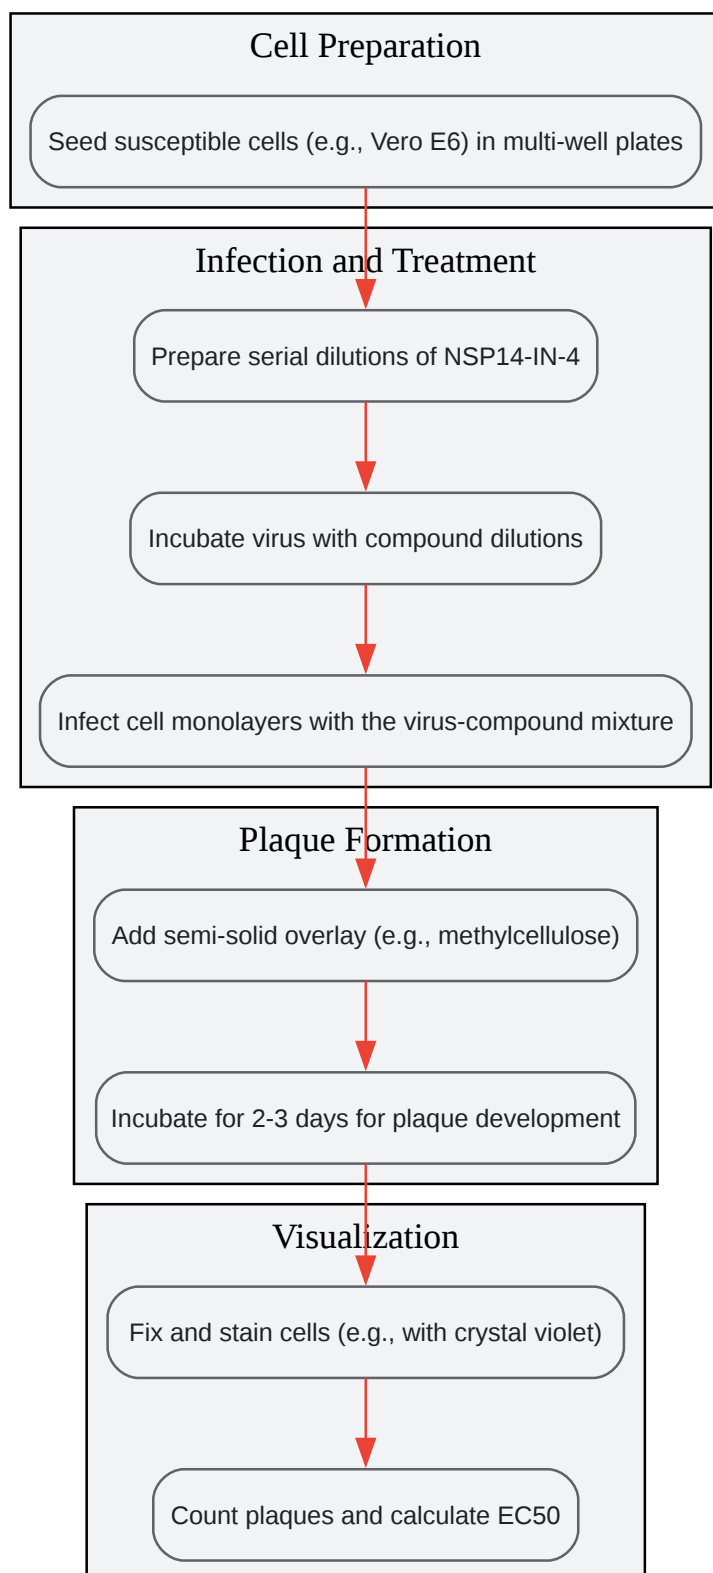 Cell Preparation
Seed susceptible cells (e.g., Vero E6) in multi-well plates
Infection and Treatment
Prepare serial dilutions of NSP14-IN-4
Incubate virus with compound dilutions
Infect cell monolayers with the virus-compound mixture
Plaque Formation
Add semi-solid overlay (e.g., methylcellulose)
Incubate for 2-3 days for plaque development
Visualization
Fix and stain cells (e.g., with crystal violet)
Count plaques and calculate EC50